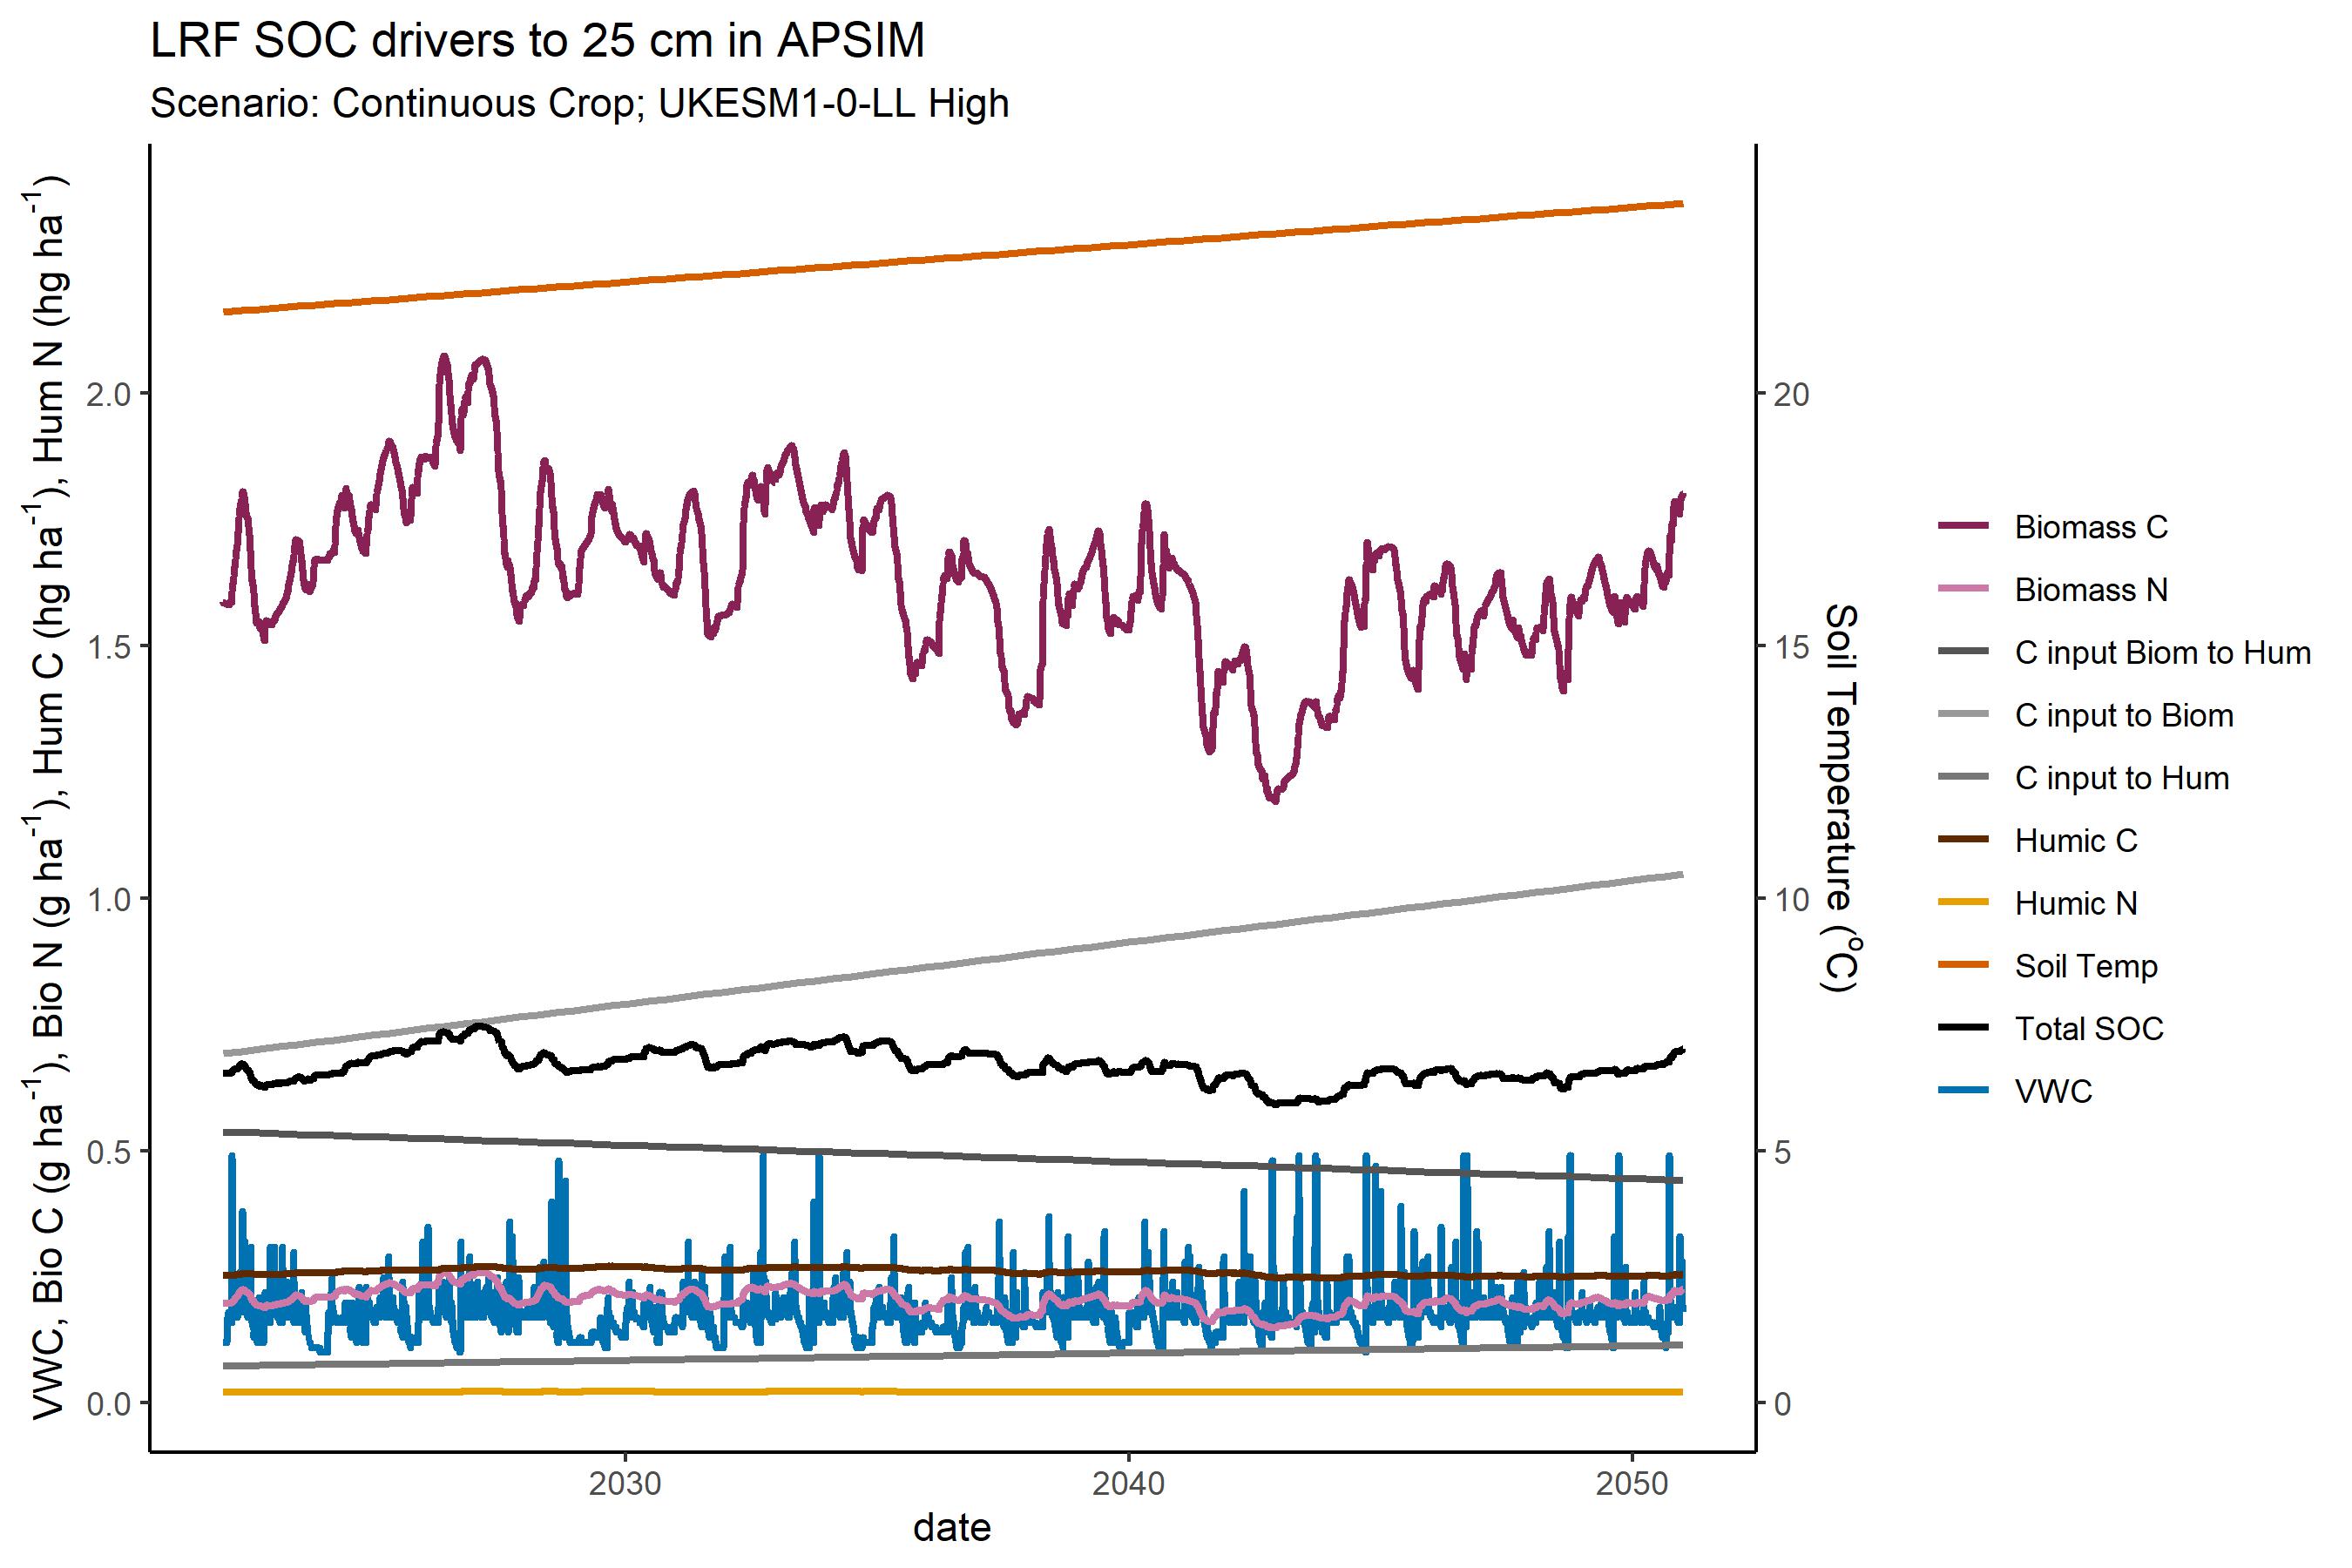 LRF SOC drivers to 25 cm in APSIM
Scenario: Continuous Crop; UKESM1-0-LL High
VWC, Bio C (g ha⁻¹), Bio N (g ha⁻¹), Hum C (hg ha⁻¹), Hum N (hg ha⁻¹)
2.0
1.5
1.0
0.5
0.0
20
15
10
5
0
Soil Temperature (°C)
2030
2040
2050
date
Biomass C
Biomass N
C input Biom to Hum
C input to Biom
C input to Hum
Humic C
Humic N
Soil Temp
Total SOC
VWC